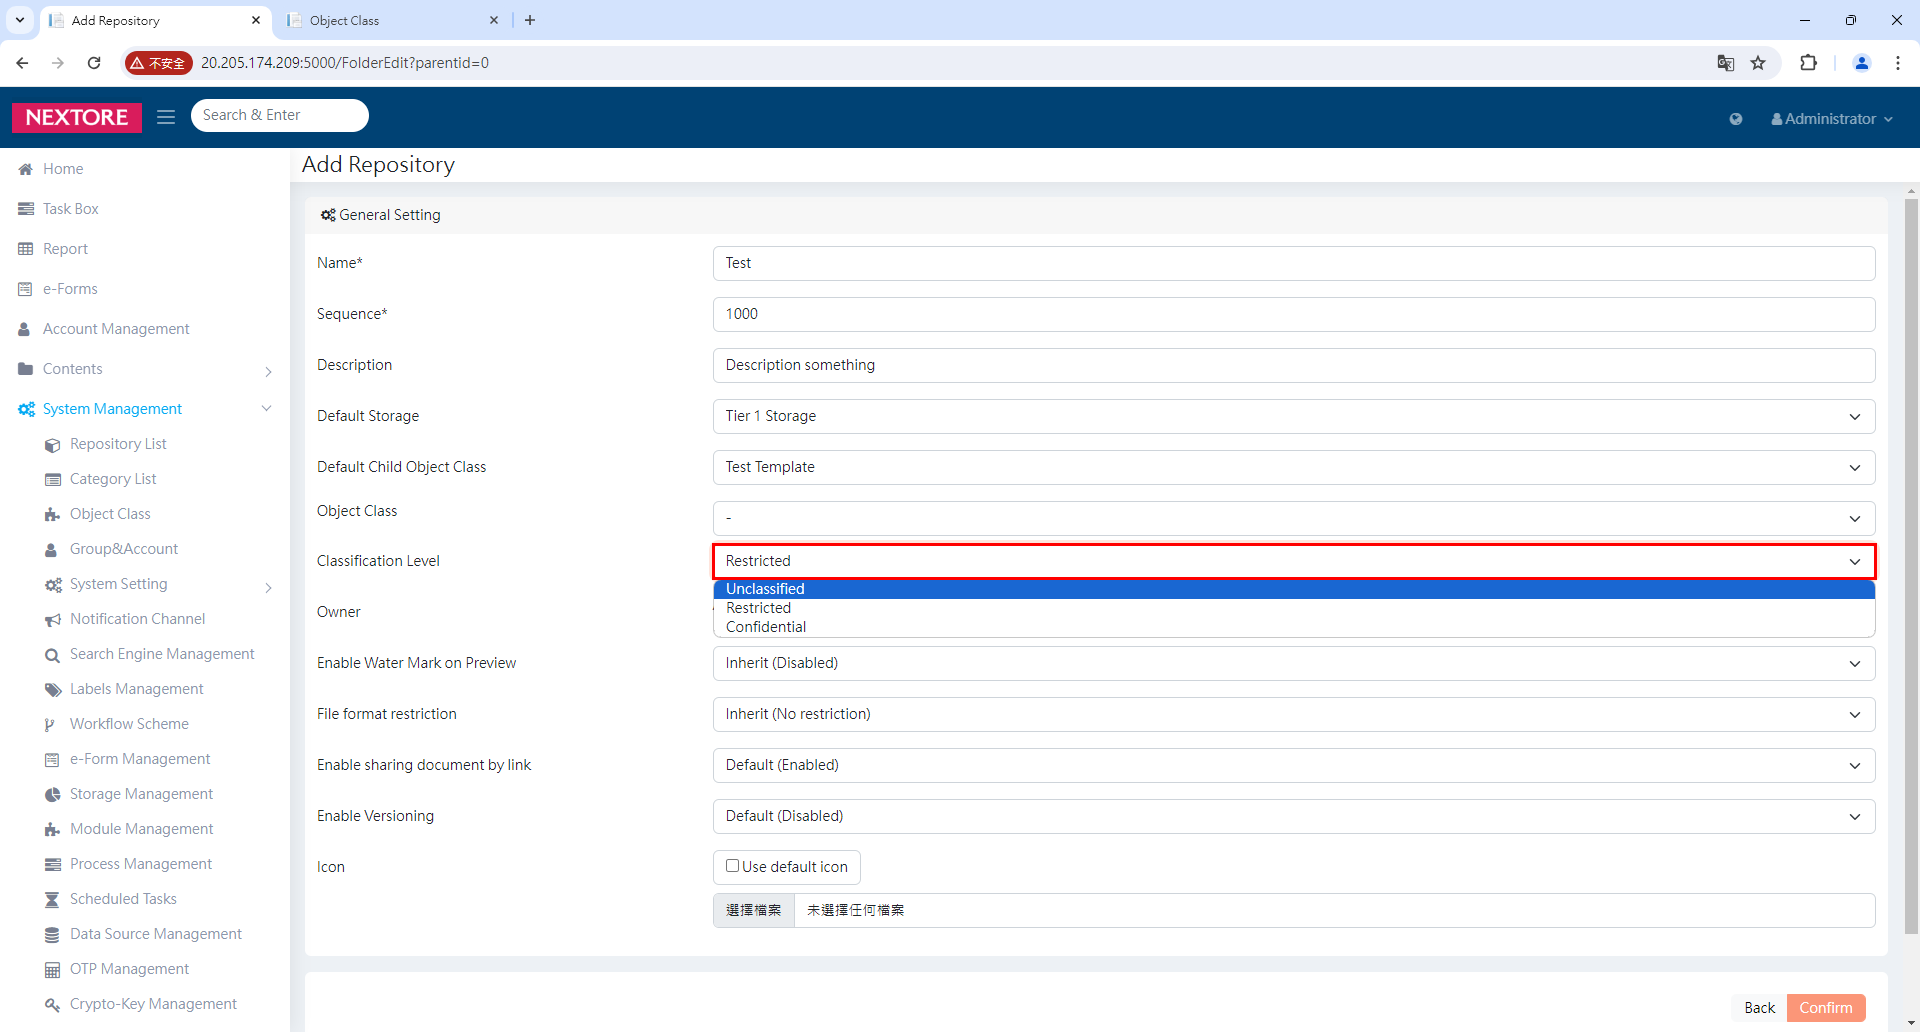 Add Repository
Object Class
不安全
20.205.174.209:5000/FolderEdit?parentid=0
NEXTORE
Search & Enter
Administrator
Home
Task Box
Report
e-Forms
Account Management
Contents
System Management
Repository List
Category List
Object Class
Group&Account
System Setting
Notification Channel
Search Engine Management
Labels Management
Workflow Scheme
e-Form Management
Storage Management
Module Management
Process Management
Scheduled Tasks
Data Source Management
OTP Management
Crypto-Key Management
Add Repository
General Setting
Name* Test
Sequence* 1000
Description Description something
Default Storage Tier 1 Storage
Default Child Object Class Test Template
Object Class -
Classification Level Restricted
Unclassified
Restricted
Confidential
Owner
Enable Water Mark on Preview Inherit (Disabled)
File format restriction Inherit (No restriction)
Enable sharing document by link Default (Enabled)
Enable Versioning Default (Disabled)
Icon Use default icon
選擇檔案 未選擇任何檔案
Back Confirm